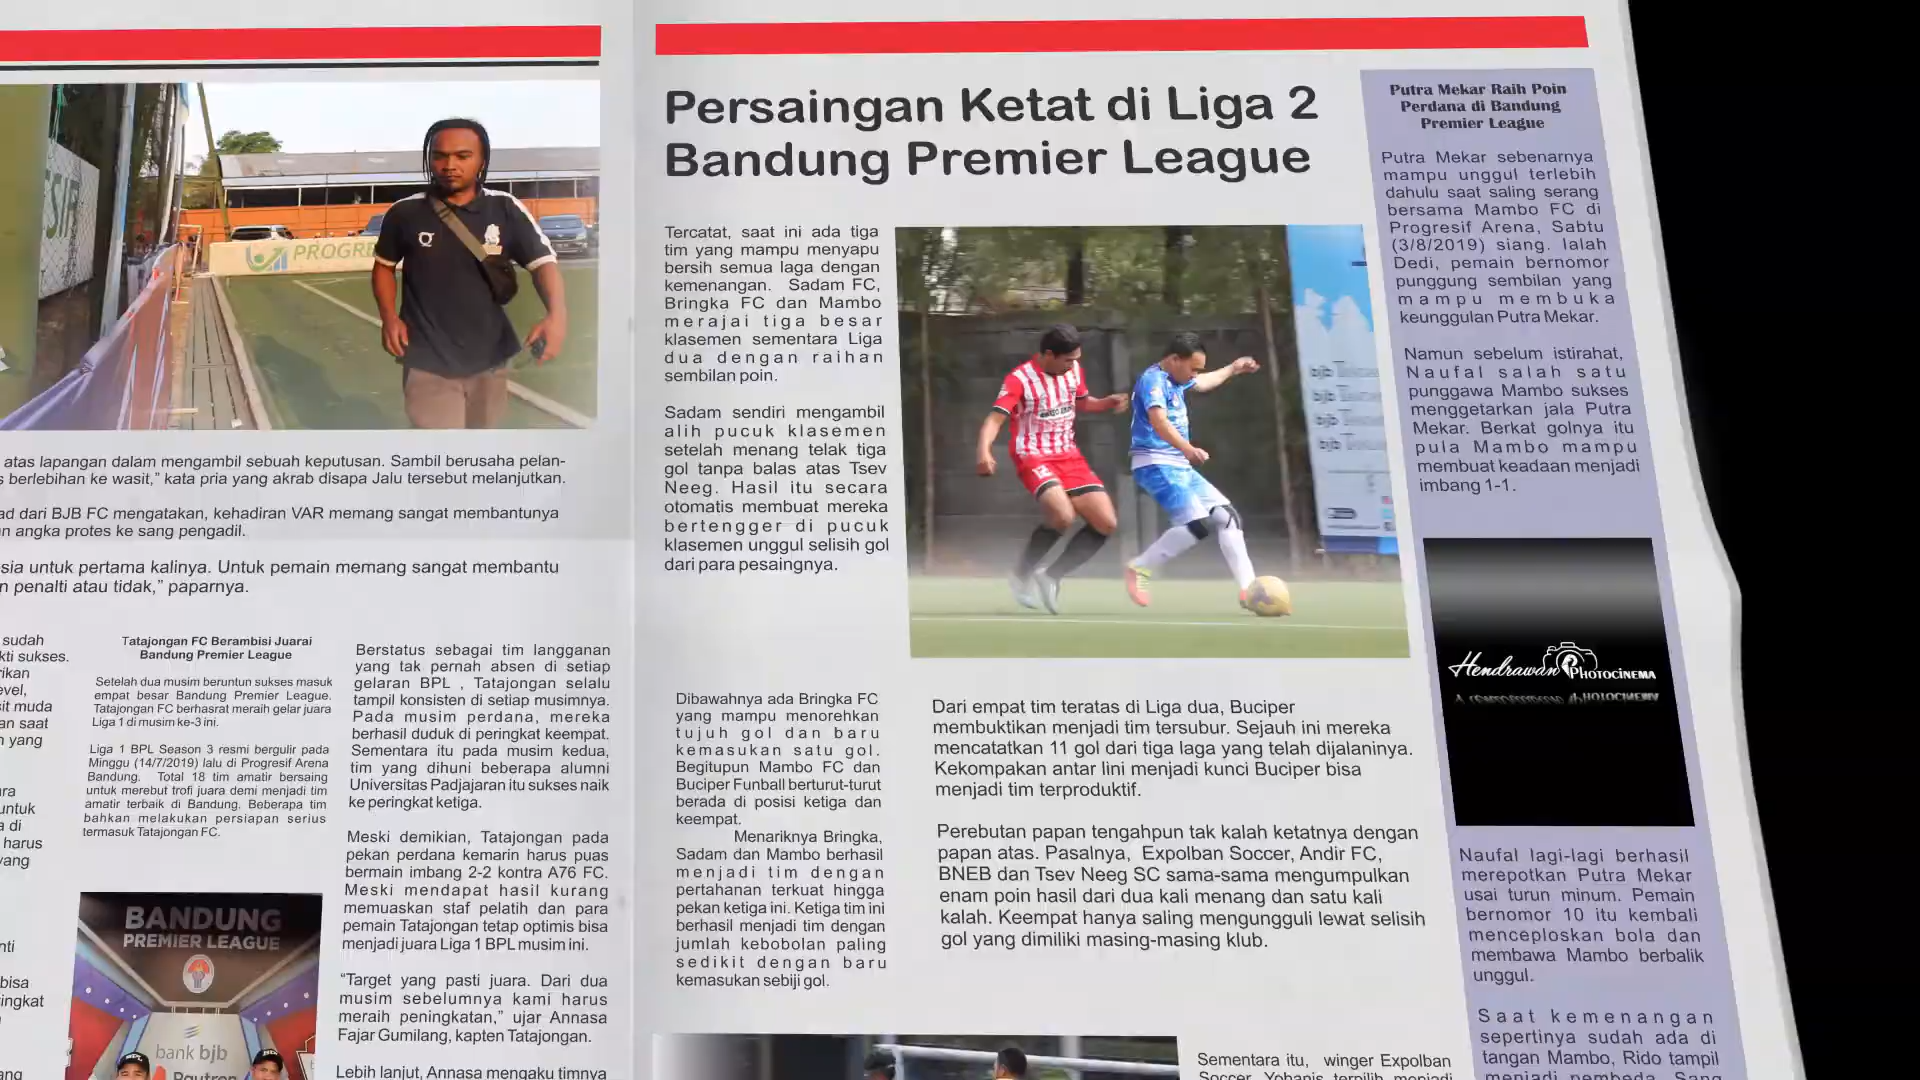 PROGRE
atas lapangan dalam mengambil sebuah keputusan. Sambil berusaha pelan-
berlebihan ke wasit,” kata pria yang akrab disapa Jalu tersebut melanjutkan.
dari BJB FC mengatakan, kehadiran VAR memang sangat membantunya
angka protes ke sang pengadil.
untuk pertama kalinya. Untuk pemain memang sangat membantu
penalti atau tidak,” paparnya.
sudah
sukses.
muda
saat
yang
untuk
di
harus
bisa
Tatajongan FC Berambisi Juarai
Bandung Premier League
Setelah dua musim beruntun sukses masuk
empat besar Bandung Premier League.
Tatajongan FC berhasrat meraih gelar juara
Liga 1 di musim ke-3 ini.
Liga 1 BPL Season 3 resmi bergulir pada
Minggu (14/7/2019) lalu di Progresif Arena
Bandung. Total 18 tim amatir bersaing
untuk merebut trofi juara demi menjadi tim
amatir terbaik di Bandung. Beberapa tim
bahkan melakukan persiapan serius
termasuk Tatajongan FC.
BANDUNG
PREMIER LEAGUE
bank bjb
Berstatus sebagai tim langganan
yang tak pernah absen di setiap
gelaran BPL , Tatajongan selalu
tampil konsisten di setiap musimnya.
Pada musim perdana, mereka
berhasil duduk di peringkat keempat.
Sementara itu pada musim kedua,
tim yang dihuni beberapa alumni
Universitas Padjajaran itu sukses naik
ke peringkat ketiga.
Meski demikian, Tatajongan pada
pekan perdana kemarin harus puas
bermain imbang 2-2 kontra A76 FC.
Meski mendapat hasil kurang
memuaskan staf pelatih dan para
pemain Tatajongan tetap optimis bisa
menjadi juara Liga 1 BPL musim ini.
“Target yang pasti juara. Dari dua
musim sebelumnya kami harus
meraih peningkatan,” ujar Annasa
Fajar Gumilang, kapten Tatajongan.
Lebih lanjut, Annasa mengaku timnya
Persaingan Ketat di Liga 2
Bandung Premier League
Tercatat, saat ini ada tiga
tim yang mampu menyapu
bersih semua laga dengan
kemenangan. Sadam FC,
Bringka FC dan Mambo
merajai tiga besar
klasemen sementara Liga
dua dengan raihan
sembilan poin.
Sadam sendiri mengambil
alih pucuk klasemen
setelah menang telak tiga
gol tanpa balas atas Tsev
Neeg. Hasil itu secara
otomatis membuat mereka
bertengger di pucuk
klasemen unggul selisih gol
dari para pesaingnya.
bjb
bjb
bjb
bjb
12
Dibawahnya ada Bringka FC
yang mampu menorehkan
tujuh gol dan baru
kemasukan satu gol.
Begitupun Mambo FC dan
Buciper Funball berturut-turut
berada di posisi ketiga dan
keempat.
Menariknya Bringka,
Sadam dan Mambo berhasil
menjadi tim dengan
pertahanan terkuat hingga
pekan ketiga ini. Ketiga tim ini
berhasil menjadi tim dengan
jumlah kebobolan paling
sedikit dengan baru
kemasukan sebiji gol.
Dari empat tim teratas di Liga dua, Buciper
membuktikan menjadi tim tersubur. Sejauh ini mereka
mencatatkan 11 gol dari tiga laga yang telah dijalaninya.
Kekompakan antar lini menjadi kunci Buciper bisa
menjadi tim terproduktif.
Perebutan papan tengahpun tak kalah ketatnya dengan
papan atas. Pasalnya, Expolban Soccer, Andir FC,
BNEB dan Tsev Neeg SC sama-sama mengumpulkan
enam poin hasil dari dua kali menang dan satu kali
kalah. Keempat hanya saling mengungguli lewat selisih
gol yang dimiliki masing-masing klub.
Sementara itu, winger Expolban
Soccer, Yohanis terpilih menjadi
Putra Mekar Raih Poin
Perdana di Bandung
Premier League
Putra Mekar sebenarnya
mampu unggul terlebih
dahulu saat saling serang
bersama Mambo FC di
Progresif Arena, Sabtu
(3/8/2019) siang. Ialah
Dedi, pemain bernomor
punggung sembilan yang
mampu membuka
keunggulan Putra Mekar.
Namun sebelum istirahat,
Naufal salah satu
punggawa Mambo sukses
menggetarkan jala Putra
Mekar. Berkat golnya itu
pula Mambo mampu
membuat keadaan menjadi
imbang 1-1.
Hendrawan PHOTOCINEMA
Naufal lagi-lagi berhasil
merepotkan Putra Mekar
usai turun minum. Pemain
bernomor 10 itu kembali
menceploskan bola dan
membawa Mambo berbalik
unggul.
Saat kemenangan
sepertinya sudah ada di
tangan Mambo, Rido tampil
menjadi pembeda. Sang